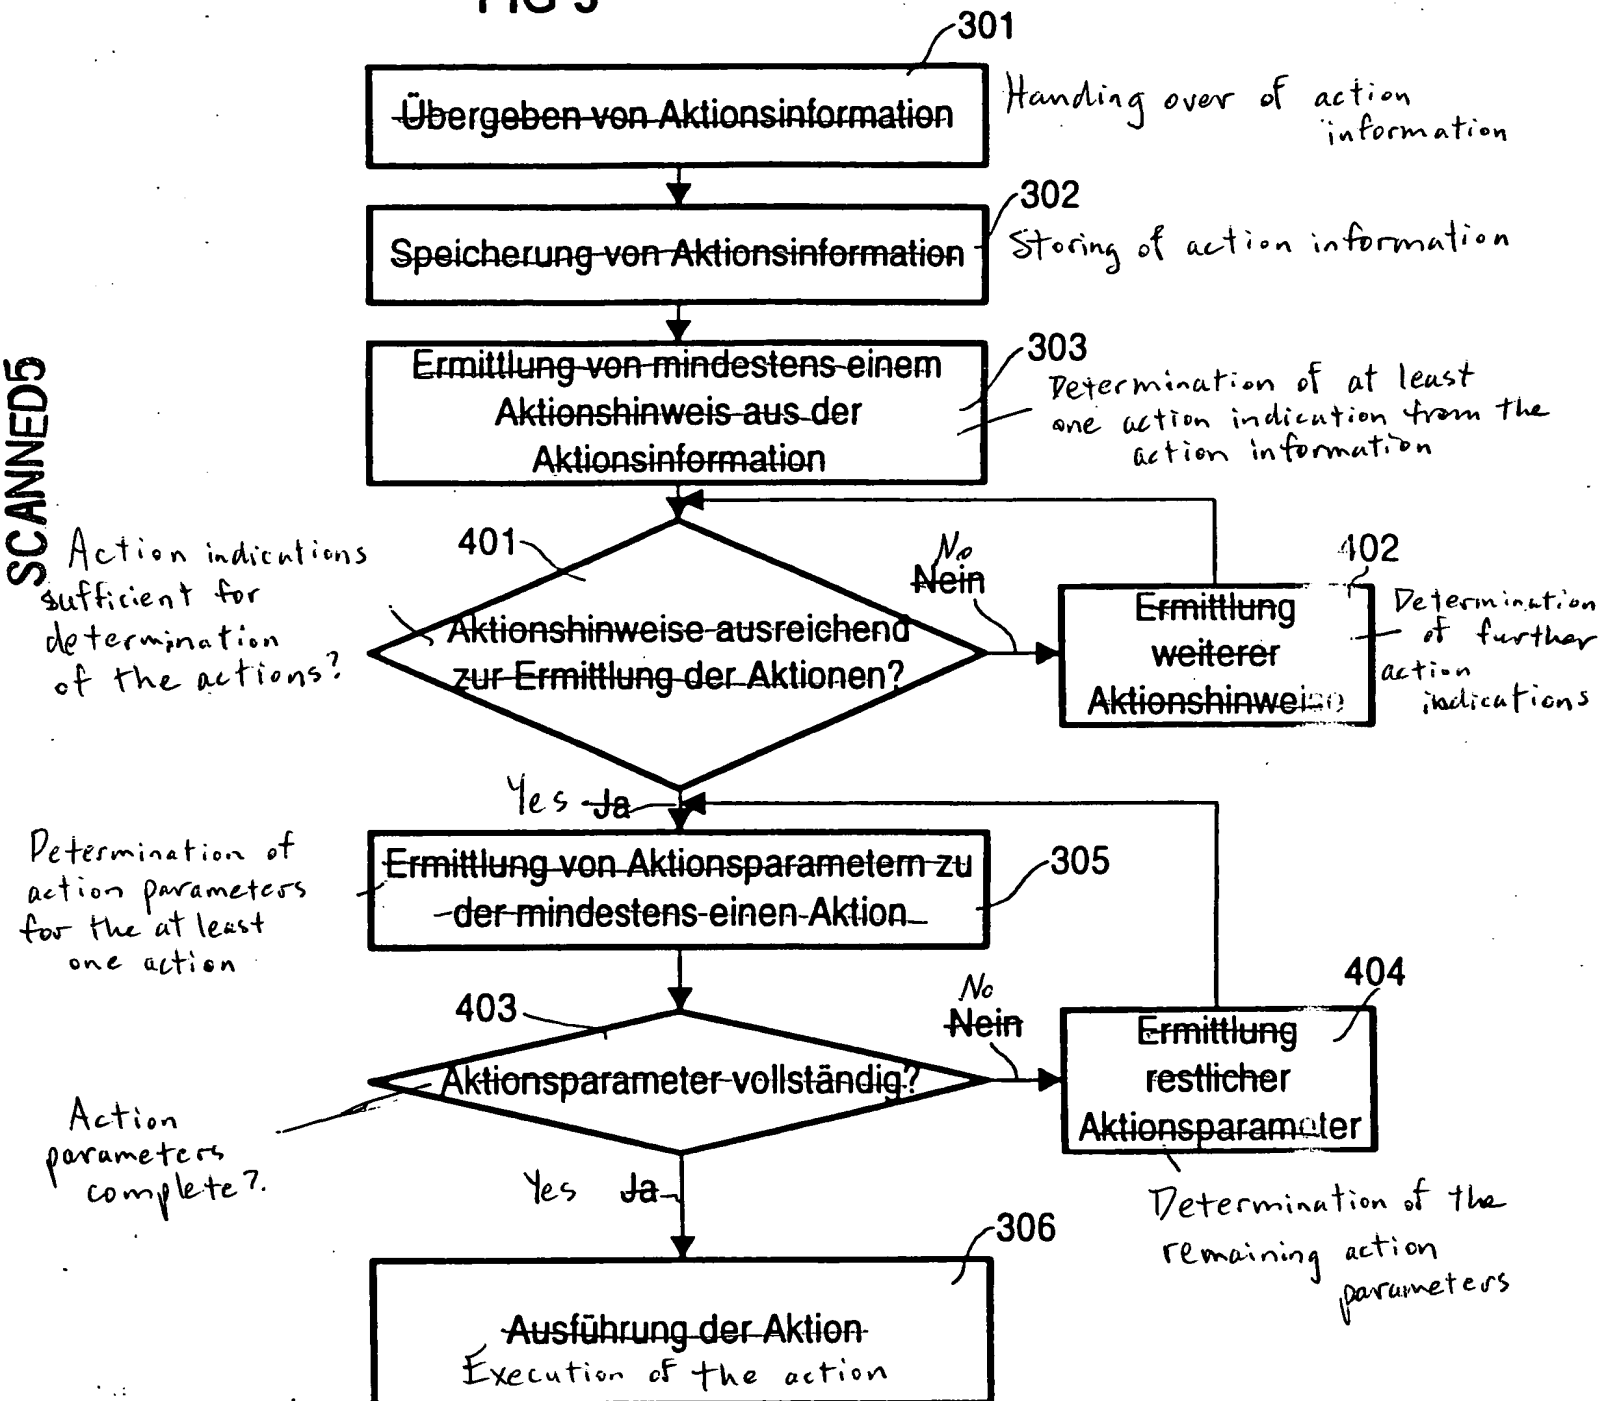 301
Übergeben von Aktionsinformation
Handing over of action
information
302
Speicherung von Aktionsinformation
Storing of action information
303
Ermittlung von mindestens einem
Aktionshinweis aus der
Aktionsinformation
Determination of at least
one action indication from the
action information
SCANNED5
401
Action indications
sufficient for
determination
of the actions?
Aktionshinweise ausreichend
zur Ermittlung der Aktionen?
No
Nein
402
Ermittlung
weiterer
Aktionshinweise
Determination
of further
action
indications
Yes Ja
Determination of
action parameters
for the at least
one action
Ermittlung von Aktionsparametern zu
der mindestens einen Aktion
305
403
Aktionsparameter vollständig?
Action
parameters
complete?
No
Nein
404
Ermittlung
restlicher
Aktionsparameter
Determination of the
remaining action
parameters
Yes Ja
306
Ausführung der Aktion
Execution of the action